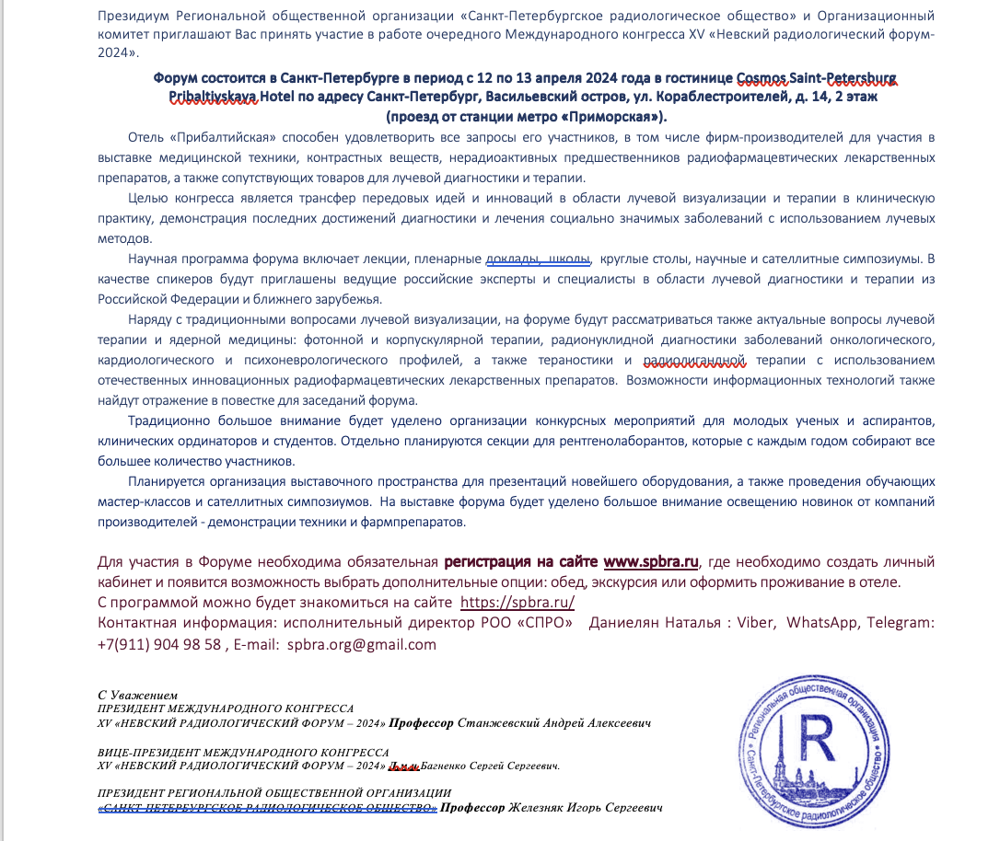 Президиум Региональной общественной организации «Санкт-Петербургское радиологическое общество» и Организационный
комитет приглашают Вас принять участие в работе очередного Международного конгресса XV «Невский радиологический форум-
2024».
Форум состоится в Санкт-Петербурге в период с 12 по 13 апреля 2024 года в гостинице Cosmos Saint-Petersburg
Pribaltiyskaya Hotel по адресу Санкт-Петербург, Васильевский остров, ул. Кораблестроителей, д. 14, 2 этаж
(проезд от станции метро «Приморская»).
Отель «Прибалтийская» способен удовлетворить все запросы его участников, в том числе фирм-производителей для участия в
выставке медицинской техники, контрастных веществ, нерадиоактивных предшественников радиофармацевтических лекарственных
препаратов, а также сопутствующих товаров для лучевой диагностики и терапии.
Целью конгресса является трансфер передовых идей и инноваций в области лучевой визуализации и терапии в клиническую
практику, демонстрация последних достижений диагностики и лечения социально значимых заболеваний с использованием лучевых
методов.
Научная программа форума включает лекции, пленарные доклады, школы, круглые столы, научные и сателлитные симпозиумы. В
качестве спикеров будут приглашены ведущие российские эксперты и специалисты в области лучевой диагностики и терапии из
Российской Федерации и ближнего зарубежья.
Наряду с традиционными вопросами лучевой визуализации, на форуме будут рассматриваться также актуальные вопросы лучевой
терапии и ядерной медицины: фотонной и корпускулярной терапии, радионуклидной диагностики заболеваний онкологического,
кардиологического и психоневрологического профилей, а также тераностики и радиолигандной терапии с использованием
отечественных инновационных радиофармацевтических лекарственных препаратов. Возможности информационных технологий также
найдут отражение в повестке для заседаний форума.
Традиционно большое внимание будет уделено организации конкурсных мероприятий для молодых ученых и аспирантов,
клинических ординаторов и студентов. Отдельно планируются секции для рентгенолаборантов, которые с каждым годом собирают все
большее количество участников.
Планируется организация выставочного пространства для презентаций новейшего оборудования, а также проведения обучающих
мастер-классов и сателлитных симпозиумов. На выставке форума будет уделено большое внимание освещению новинок от компаний
производителей - демонстрации техники и фармпрепаратов.
Для участия в Форуме необходима обязательная регистрация на сайте www.spbra.ru, где необходимо создать личный
кабинет и появится возможность выбрать дополнительные опции: обед, экскурсия или оформить проживание в отеле.
С программой можно будет знакомиться на сайте https://spbra.ru/
Контактная информация: исполнительный директор РОО «СПРО» Даниелян Наталья : Viber, WhatsApp, Telegram:
+7(911) 904 98 58 , E-mail: spbra.org@gmail.com
С Уважением
ПРЕЗИДЕНТ МЕЖДУНАРОДНОГО КОНГРЕССА
XV «НЕВСКИЙ РАДИОЛОГИЧЕСКИЙ ФОРУМ – 2024» Профессор Станжевский Андрей Алексеевич
ВИЦЕ-ПРЕЗИДЕНТ МЕЖДУНАРОДНОГО КОНГРЕССА
XV «НЕВСКИЙ РАДИОЛОГИЧЕСКИЙ ФОРУМ – 2024» Д.м.н Багненко Сергей Сергеевич.
ПРЕЗИДЕНТ РЕГИОНАЛЬНОЙ ОБЩЕСТВЕННОЙ ОРГАНИЗАЦИИ
«САНКТ-ПЕТЕРБУРГСКОЕ РАДИОЛОГИЧЕСКОЕ ОБЩЕСТВО» Профессор Железняк Игорь Сергеевич
Региональная общественная организация
R
Санкт-Петербургское радиологическое общество